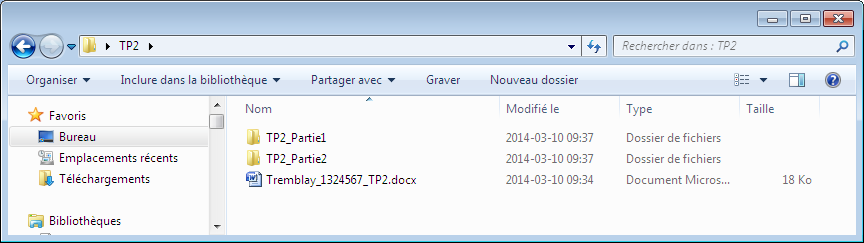 TP2
Rechercher dans : TP2
Organiser Inclure dans la bibliothèque Partager avec Graver Nouveau dossier
Favoris
Bureau
Emplacements récents
Téléchargements
Bibliothèques
Nom Modifié le Type Taille
TP2_Partie1 2014-03-10 09:37 Dossier de fichiers
TP2_Partie2 2014-03-10 09:37 Dossier de fichiers
Tremblay_1324567_TP2.docx 2014-03-10 09:34 Document Micros... 18 Ko